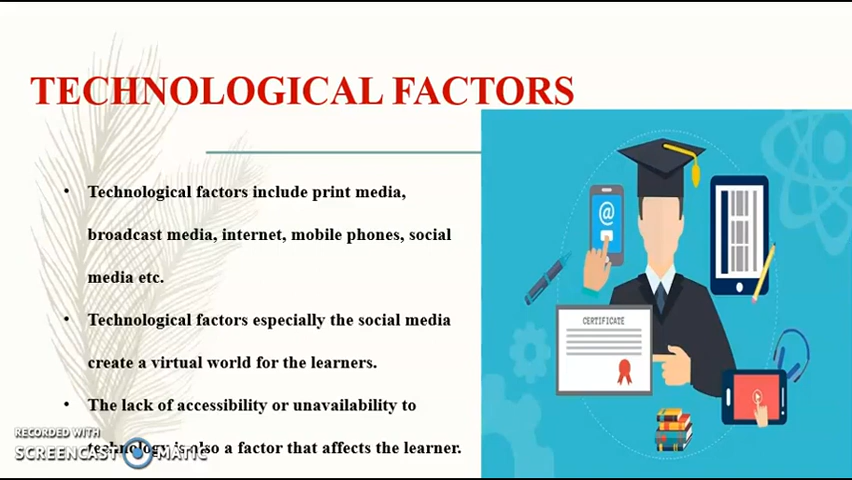 TECHNOLOGICAL FACTORS
• Technological factors include print media,
broadcast media, internet, mobile phones, social
media etc.
• Technological factors especially the social media
create a virtual world for the learners.
• The lack of accessibility or unavailability to
technology is also a factor that affects the learner.
@
CERTIFICATE
RECORDED WITH
SCREENCAST MATIC